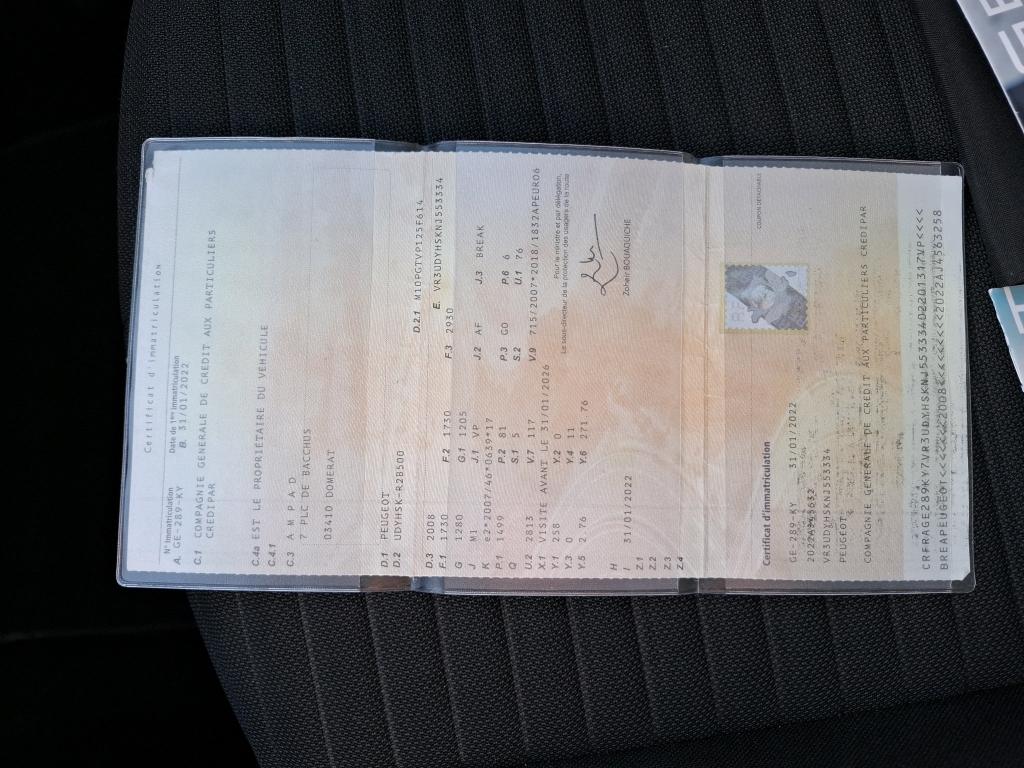 Certificat d'immatriculation
N° Immatriculation Date de 1ère immatriculation
A. GE-289-KY B. 31/01/2022
C.1 COMPAGNIE GENERALE DE CREDIT AUX PARTICULIERS
CREDIPAR
C.4a EST LE PROPRIÉTAIRE DU VÉHICULE
C.4.1
C.3 A M P A D
7 PLC DE BACCHUS
03410 DOMERAT
D.1 PEUGEOT
D.2 UDYHSK-R2B500
D.2.1 M10PGTVP125F614
D.3 2008 E. VR3UDYHSKNJ553334
F.1 1730 F.2 1730 F.3 2930
G 1280 G.1 1205
J M1 J.1 VP J.2 AF J.3 BREAK
K e2*2007/46*0639*17
P.1 1499 P.2 81 P.3 GO P.6 6
Q S.1 5 S.2 U.1 76
U.2 2813 V.7 117 V.9 715/2007*2018/1832APEURO6
X.1 VISITE AVANT LE 31/01/2026
Y.1 258 Y.2 0
Y.3 0 Y.4 11
Y.5 2.76 Y.6 271.76
Pour le ministre et par délégation,
Le sous-directeur de la protection des usagers de la route
H
I 31/01/2022
Zoheir BOUAOUICHE
Z.1
Z.2
Z.3
Z.4
COUPON DÉTACHABLE
Certificat d'immatriculation
GE-289-KY 31/01/2022
VR3UDYHSKNJ553334
PEUGEOT
COMPAGNIE GENERALE DE CREDIT AUX PARTICULIERS CREDIPAR
CRFRAGE289KY7VR3UDYHSKNJ553334D2201317VP<<<<